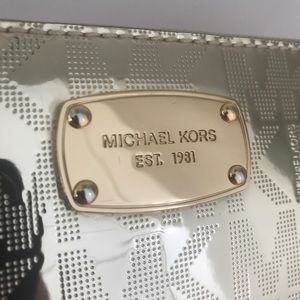 MICHAEL KORS
EST. 1981